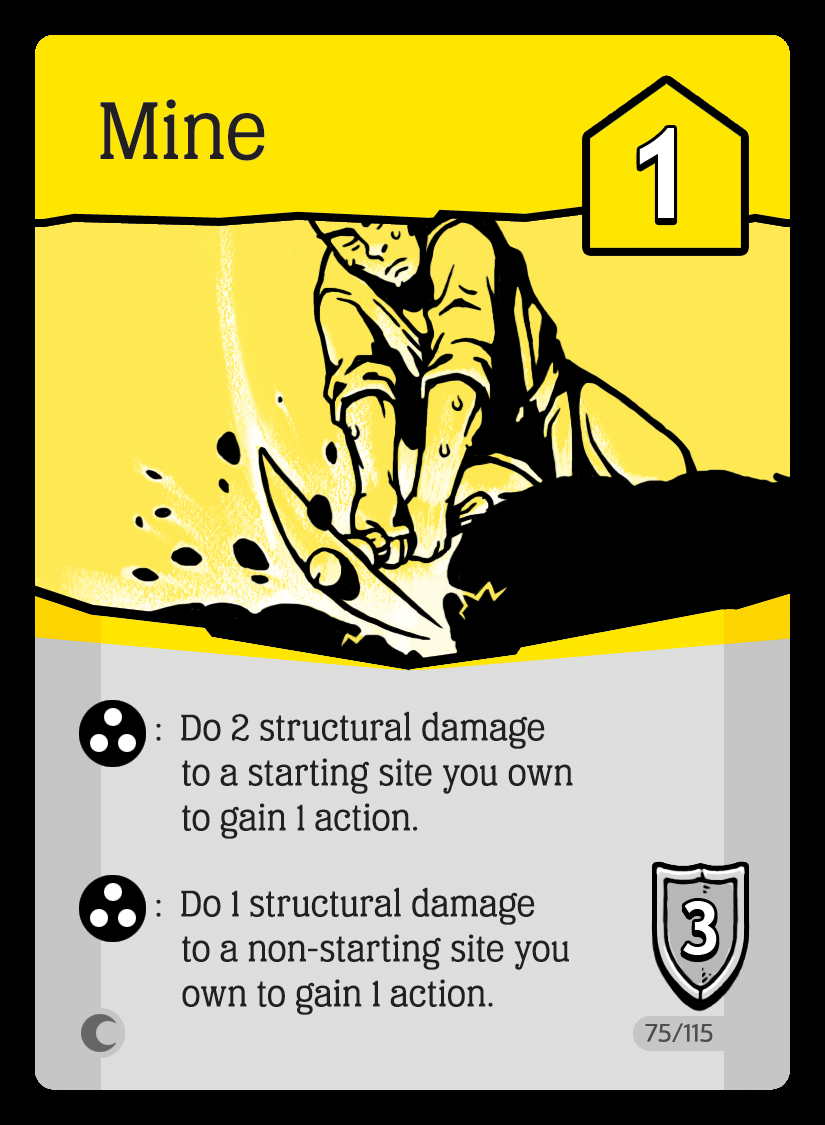 Mine
1
: Do 2 structural damage
to a starting site you own
to gain 1 action.
: Do 1 structural damage
to a non-starting site you
own to gain 1 action.
3
75/115